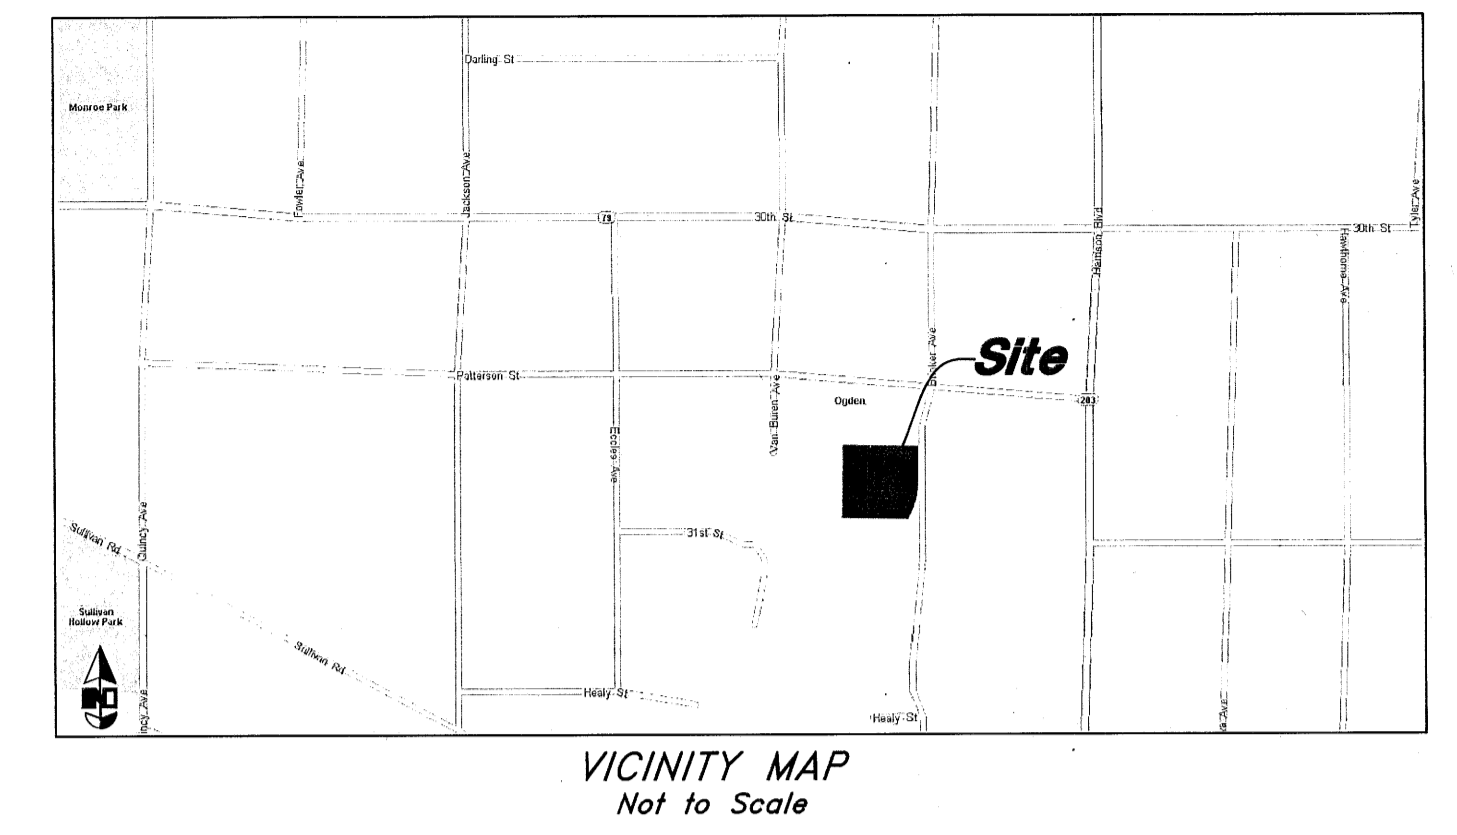 Darling St
Monroe Park
Fowler Ave
Jackson Ave
Tyler Ave
79
30th St
Harrison Blvd
30th St
Hawthorne Ave
Site
Patterson St
Van Buren Ave
Ogden
203
Eccles Ave
Quincy Ave
Sullivan Rd
31st St
Sullivan
Hollow Park
Sullivan Rd
Healy St
Healy St
VICINITY MAP
Not to Scale